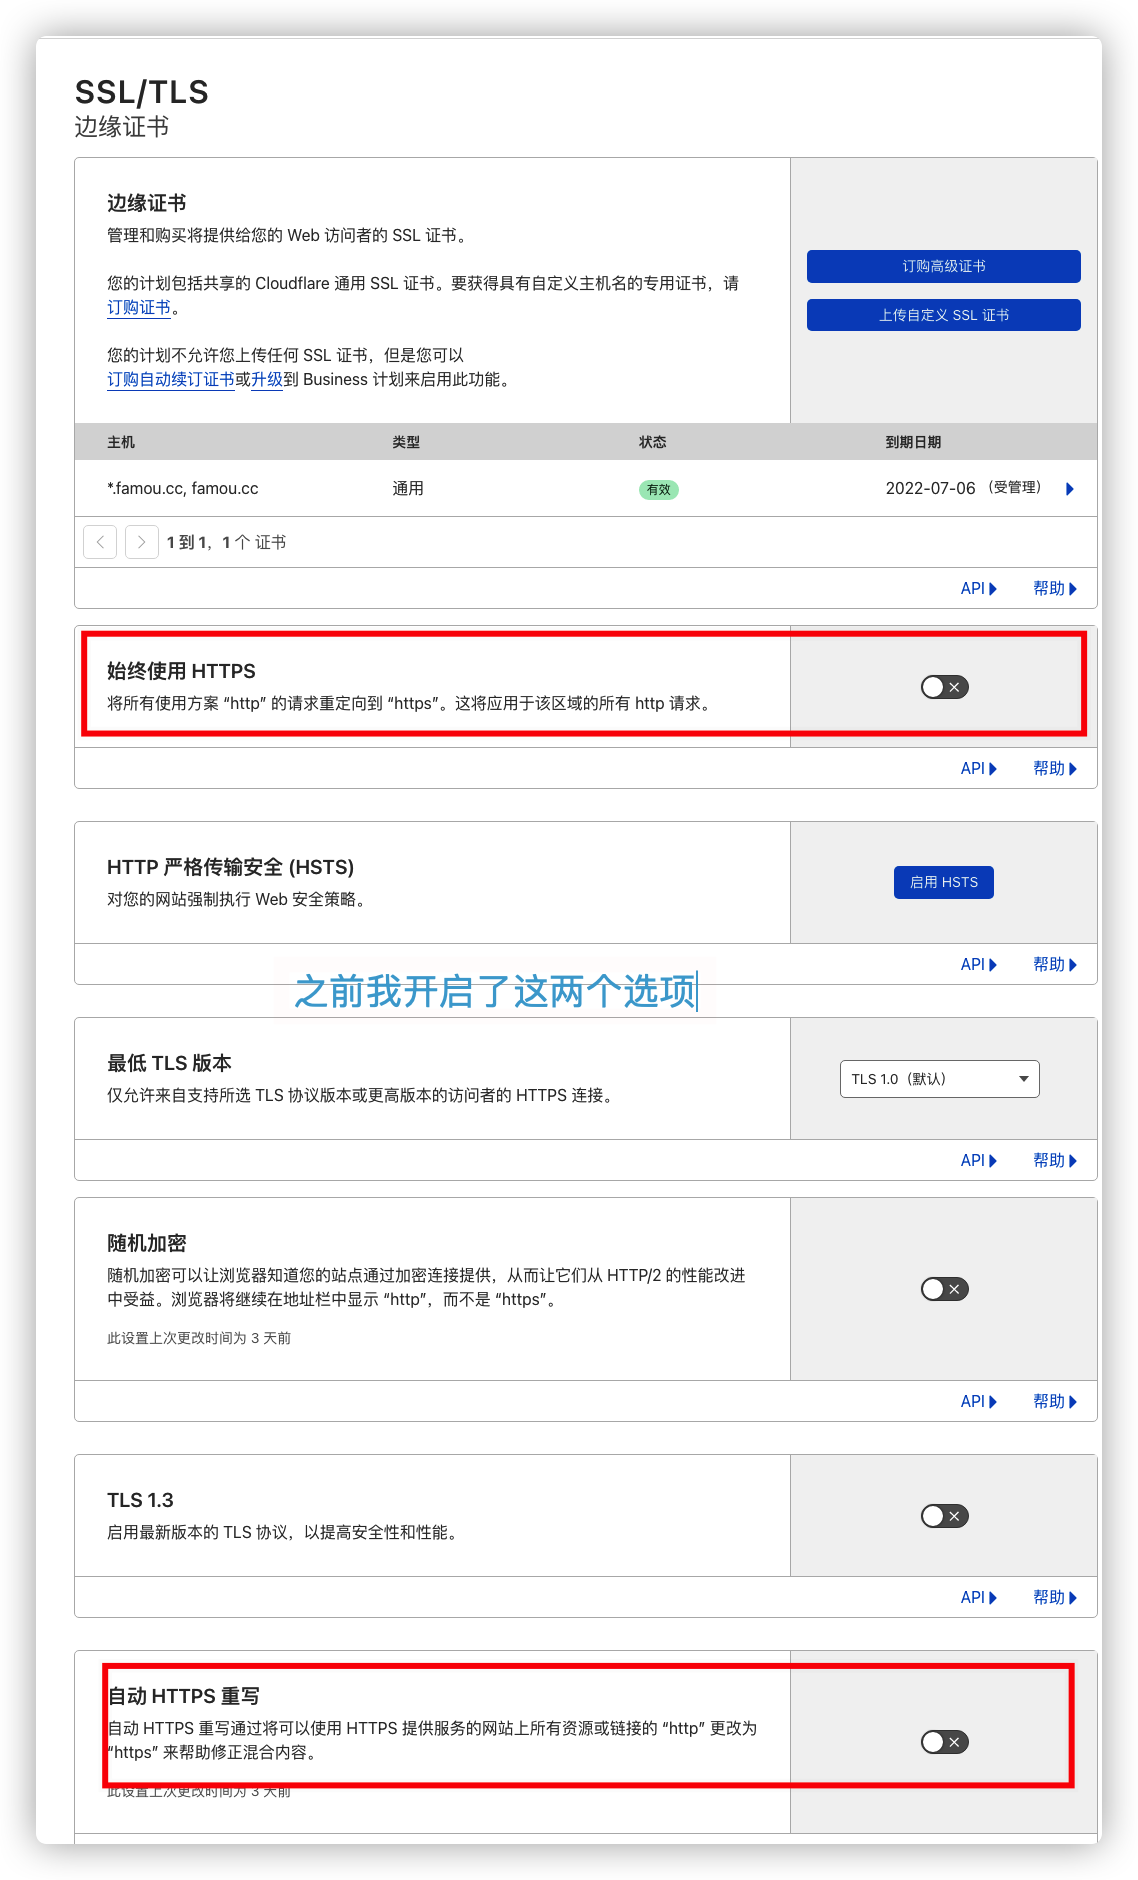 SSL/TLS
边缘证书
边缘证书
管理和购买将提供给您的 Web 访问者的 SSL 证书。
您的计划包括共享的 Cloudflare 通用 SSL 证书。要获得具有自定义主机名的专用证书，请
订购证书。
您的计划不允许您上传任何 SSL 证书，但是您可以
订购自动续订证书或升级到 Business 计划来启用此功能。
订购高级证书
上传自定义 SSL 证书
主机 类型 状态 到期日期
*.famou.cc, famou.cc 通用 有效 2022-07-06 （受管理）
1 到 1，1 个 证书
API 帮助
始终使用 HTTPS
将所有使用方案 “http” 的请求重定向到 “https”。这将应用于该区域的所有 http 请求。
API 帮助
HTTP 严格传输安全 (HSTS)
对您的网站强制执行 Web 安全策略。
启用 HSTS
API 帮助
之前我开启了这两个选项
最低 TLS 版本
仅允许来自支持所选 TLS 协议版本或更高版本的访问者的 HTTPS 连接。
TLS 1.0（默认）
API 帮助
随机加密
随机加密可以让浏览器知道您的站点通过加密连接提供，从而让它们从 HTTP/2 的性能改进
中受益。浏览器将继续在地址栏中显示 “http”，而不是 “https”。
此设置上次更改时间为 3 天前
API 帮助
TLS 1.3
启用最新版本的 TLS 协议，以提高安全性和性能。
API 帮助
自动 HTTPS 重写
自动 HTTPS 重写通过将可以使用 HTTPS 提供服务的网站上所有资源或链接的 “http” 更改为
“https” 来帮助修正混合内容。
此设置上次更改时间为 3 天前